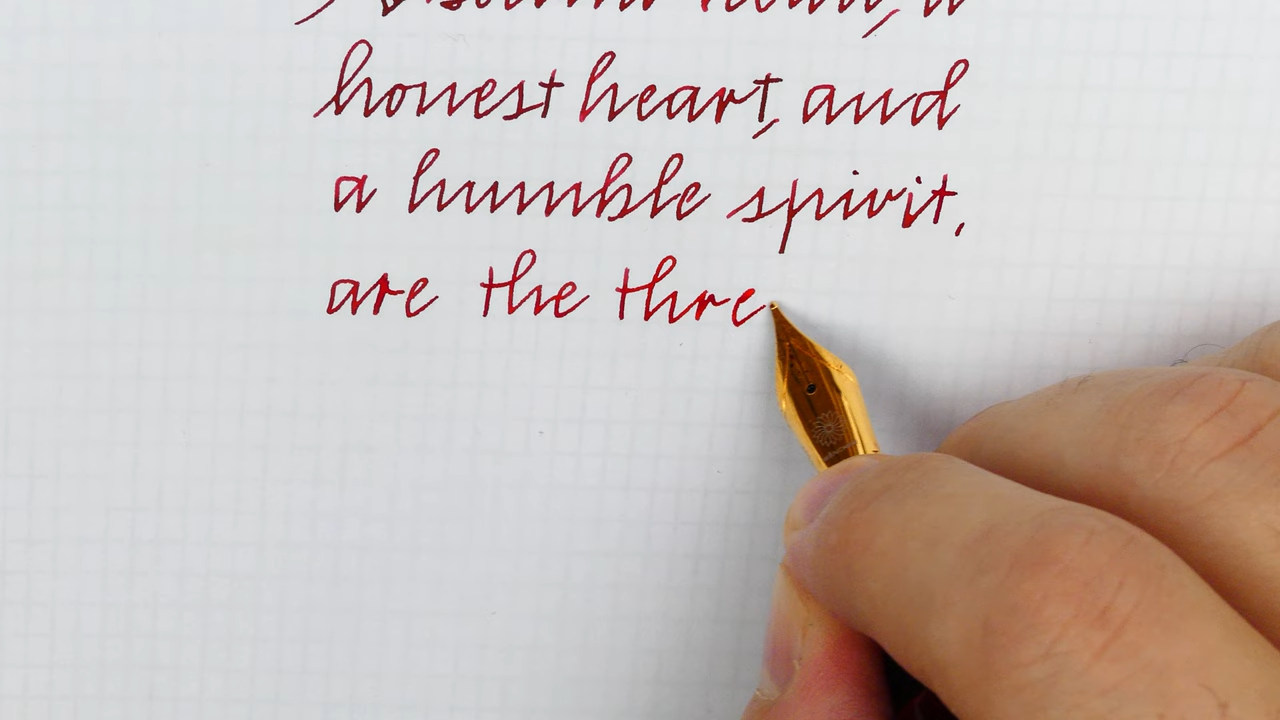 a
honest heart, and
a humble spirit,
are the thre